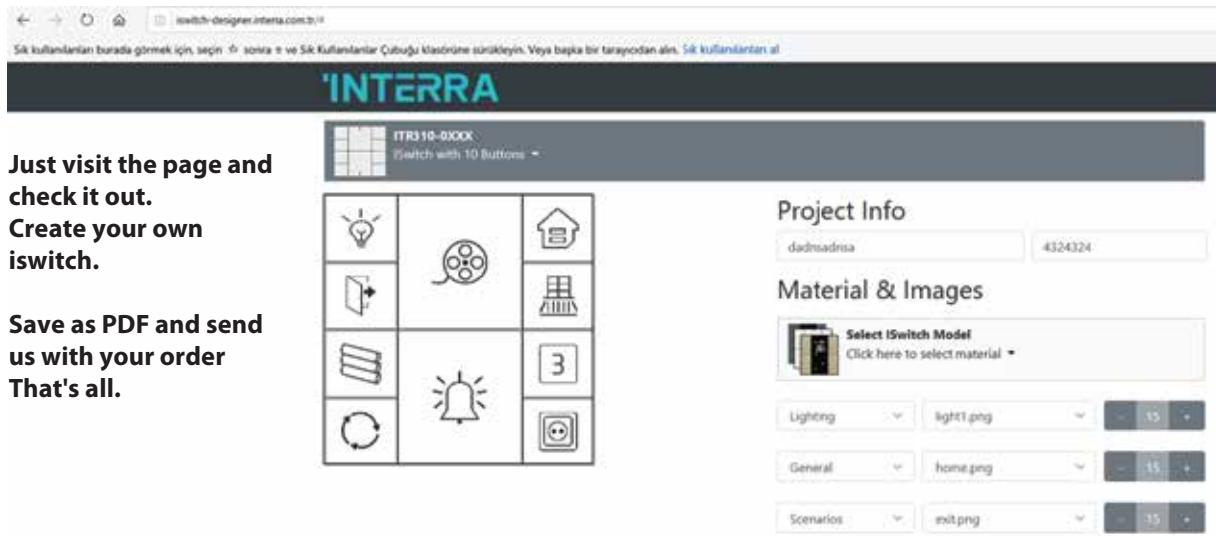 iswitch-designer.interra.com.tr/#
Sık kullanılanları burada görmek için, seçin sonra ve Sık Kullanılanlar Çubuğu klasörüne sürükleyin. Veya başka bir tarayıcıdan alın. Sık kullanılanları al
INTERRA
ITR310-0XXX
ISwitch with 10 Buttons
Just visit the page and
check it out.
Create your own
iswitch.
Save as PDF and send
us with your order
That's all.
3
Project Info
dadnsadnsa 4324324
Material & Images
Select ISwitch Model
Click here to select material
Lighting light1.png - 15 +
General home.png - 15 +
Scenarios exit.png - 15 +